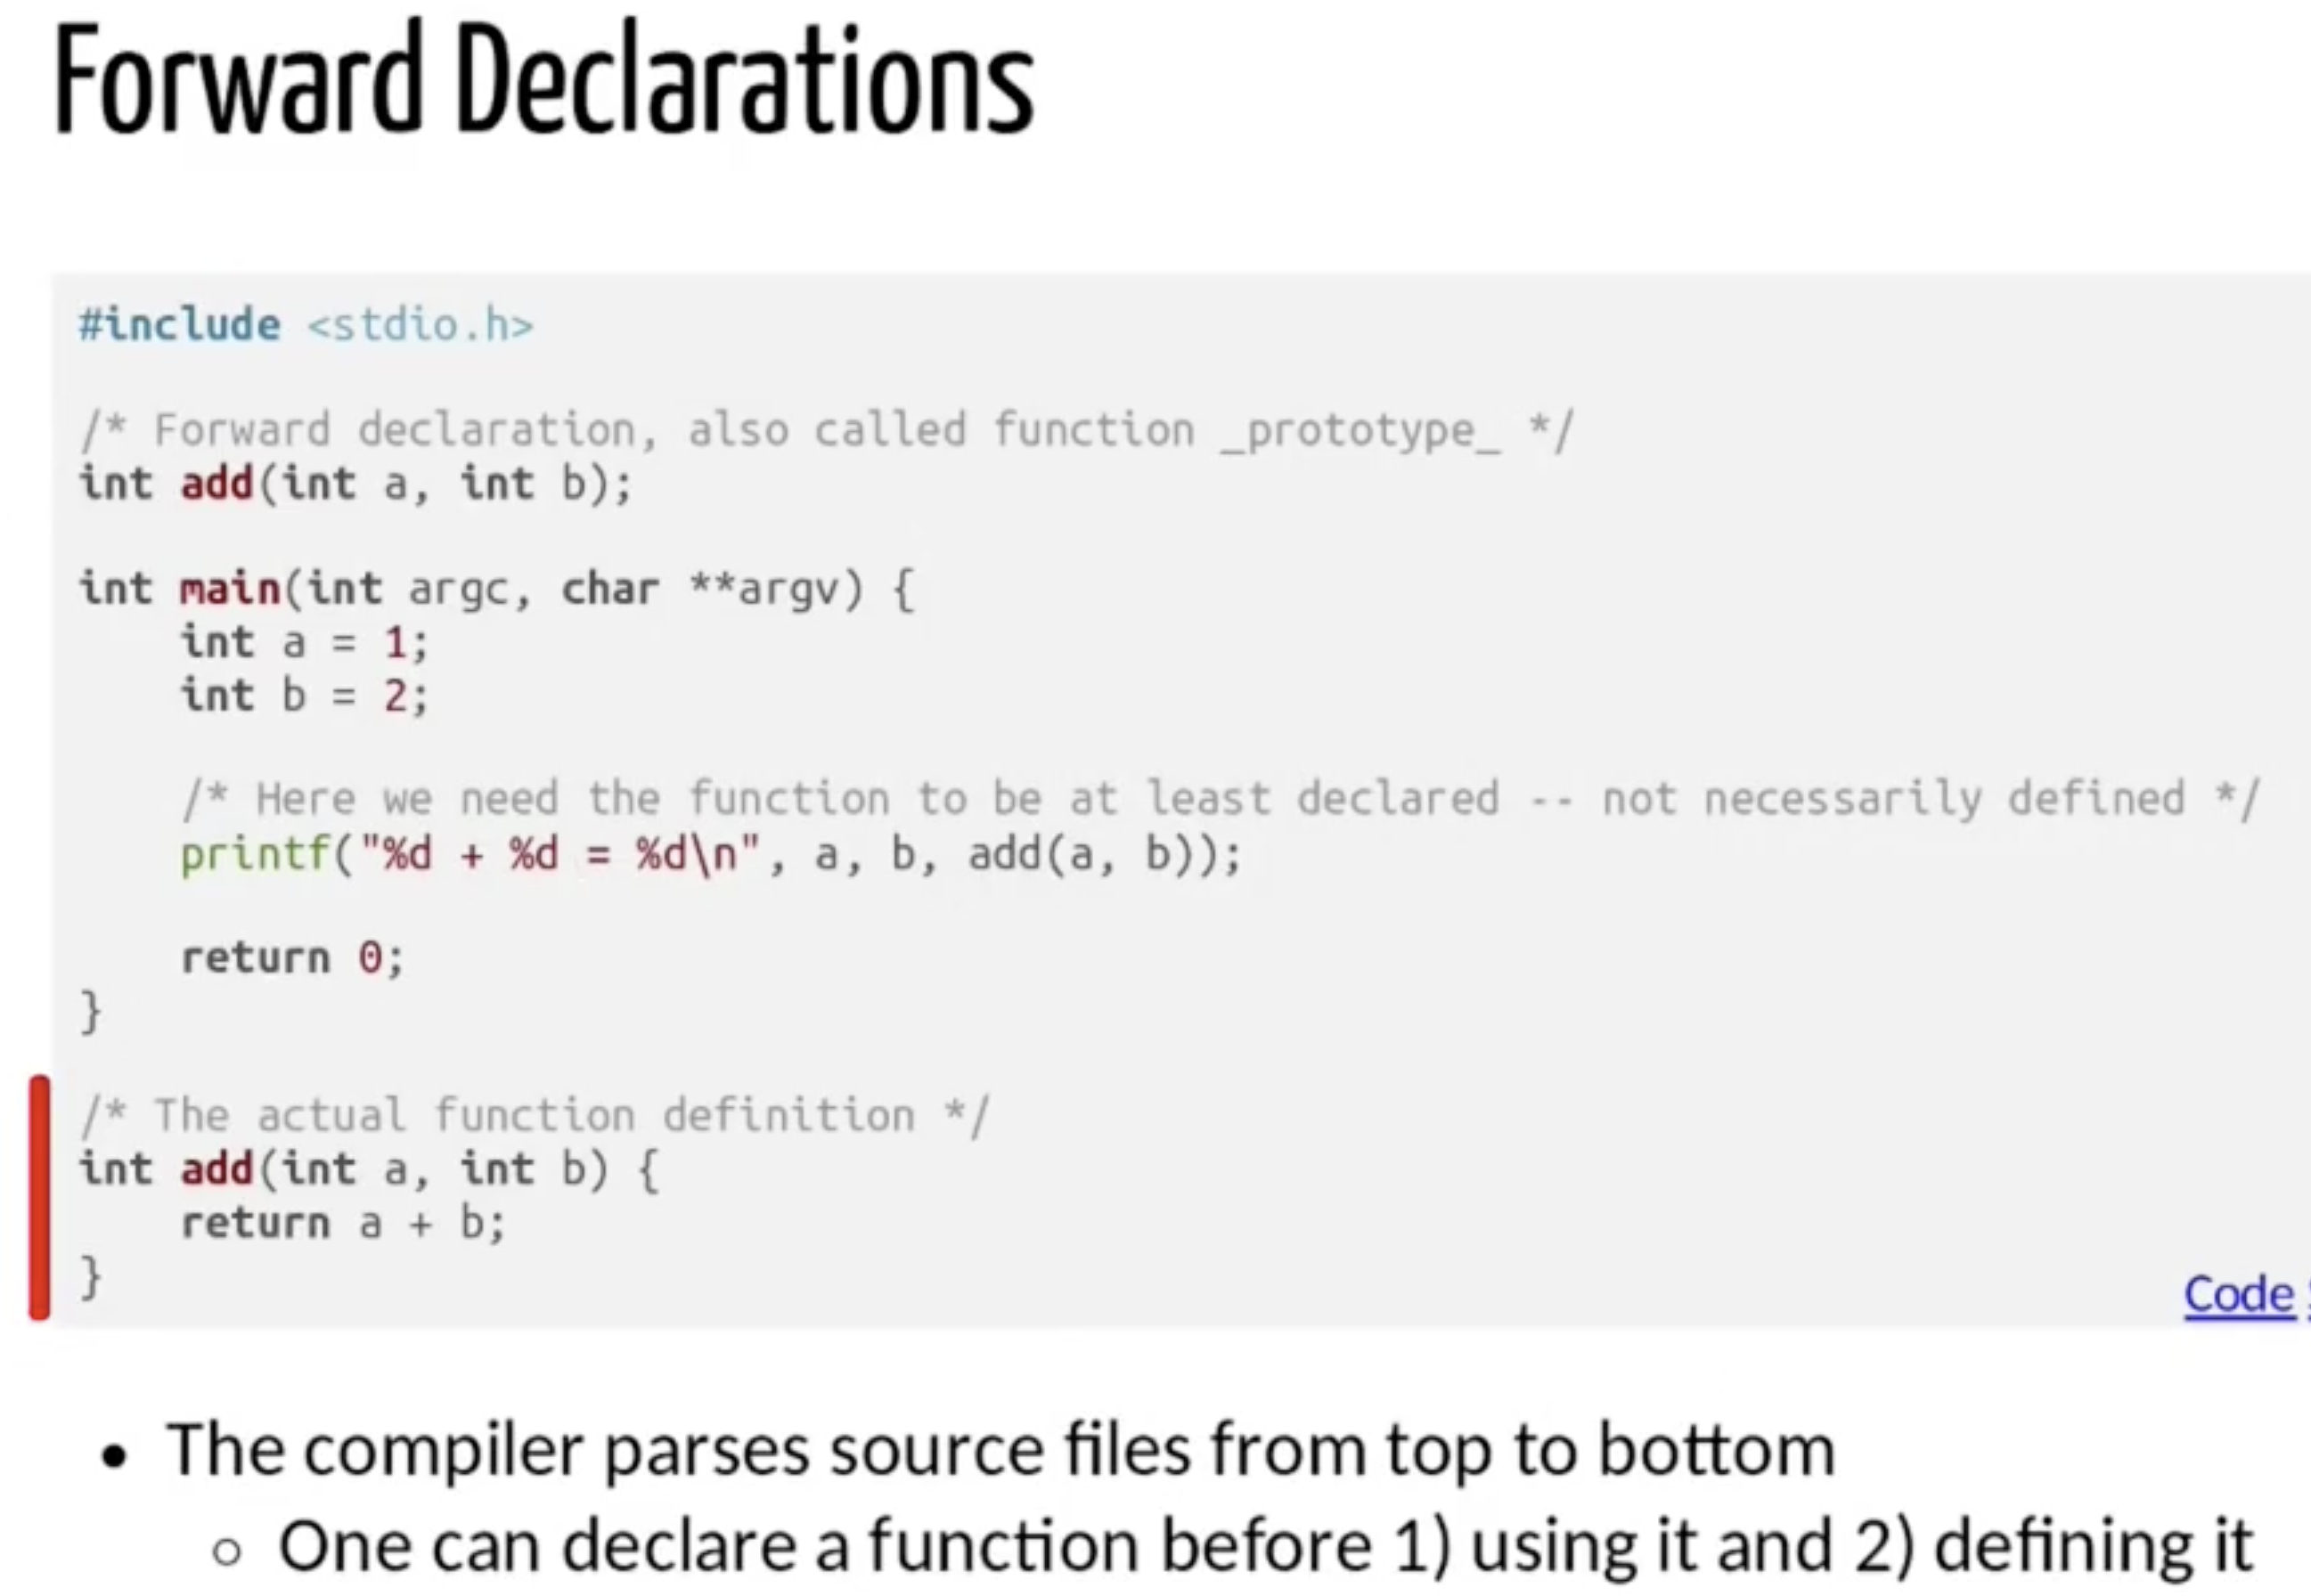 Forward Declarations
#include <stdio.h>
/* Forward declaration, also called function _prototype_ */
int add(int a, int b);
int main(int argc, char **argv) {
    int a = 1;
    int b = 2;
    /* Here we need the function to be at least declared -- not necessarily defined */
    printf("%d + %d = %d\n", a, b, add(a, b));
    return 0;
}
/* The actual function definition */
int add(int a, int b) {
    return a + b;
}
Code
• The compiler parses source files from top to bottom
○ One can declare a function before 1) using it and 2) defining it